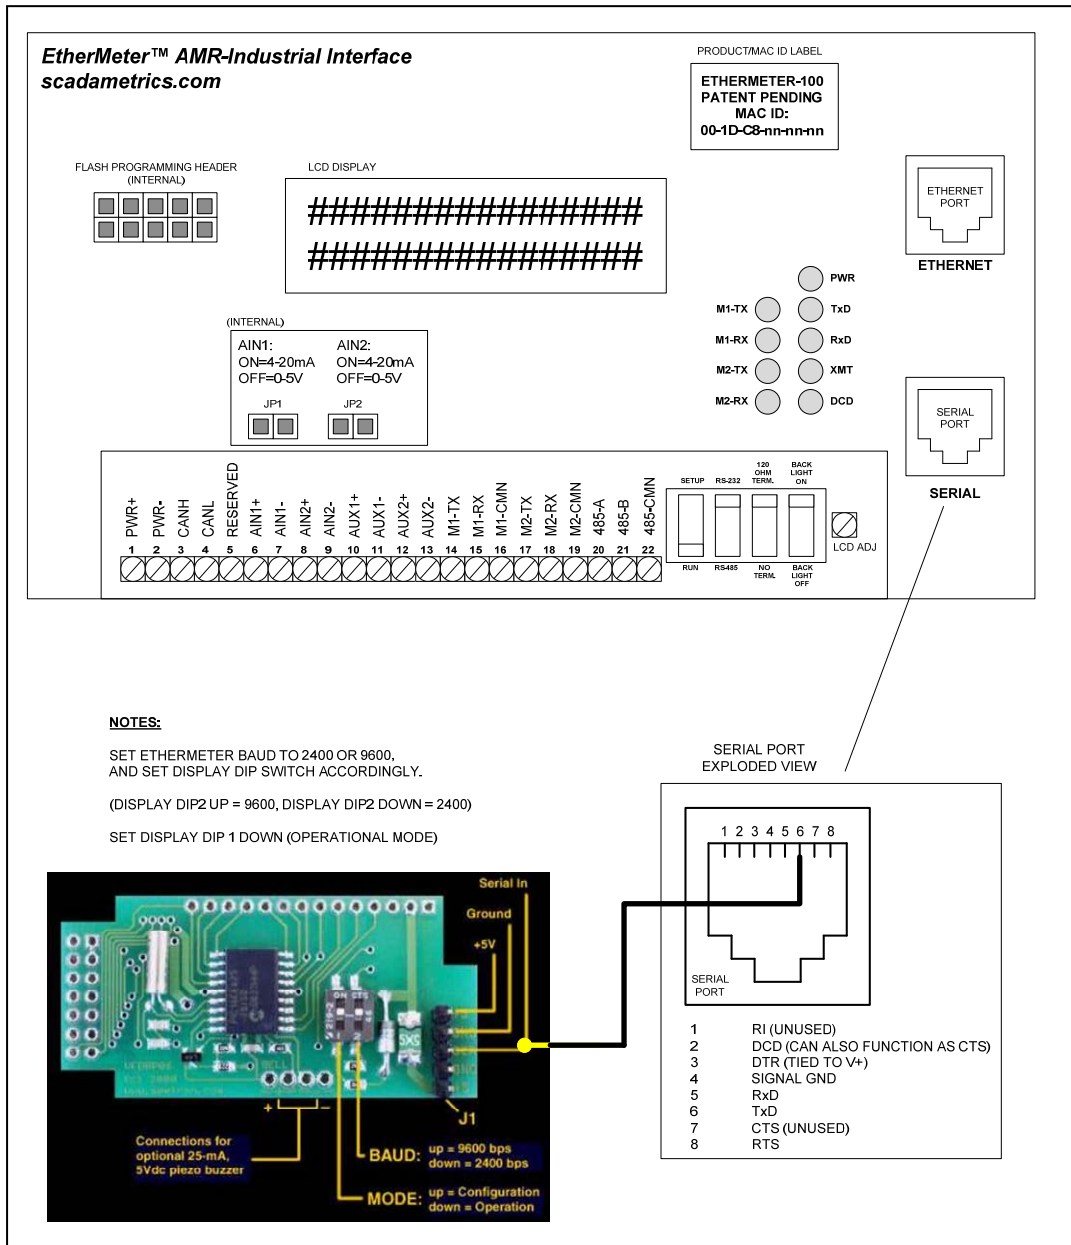 EtherMeter™ AMR-Industrial Interface
scadametrics.com
PRODUCT/MAC ID LABEL
ETHERMETER-100
PATENT PENDING
MAC ID:
00-1D-C8-nn-nn-nn
FLASH PROGRAMMING HEADER
(INTERNAL)
LCD DISPLAY
################
################
ETHERNET
PORT
ETHERNET
PWR
M1-TX
TxD
M1-RX
RxD
M2-TX
XMT
M2-RX
DCD
(INTERNAL)
AIN1:
ON=4-20mA
OFF=0-5V
AIN2:
ON=4-20mA
OFF=0-5V
JP1
JP2
SERIAL
PORT
SERIAL
PWR+
PWR-
CANH
CANL
RESERVED
AIN1+
AIN1-
AIN2+
AIN2-
AUX1+
AUX1-
AUX2+
AUX2-
M1-TX
M1-RX
M1-CMN
M2-TX
M2-RX
M2-CMN
485-A
485-B
485-CMN
1 2 3 4 5 6 7 8 9 10 11 12 13 14 15 16 17 18 19 20 21 22
SETUP
RS-232
120
OHM
TERM.
BACK
LIGHT
ON
RUN
RS485
NO
TERM.
BACK
LIGHT
OFF
LCD ADJ
NOTES:
SET ETHERMETER BAUD TO 2400 OR 9600,
AND SET DISPLAY DIP SWITCH ACCORDINGLY.
(DISPLAY DIP2 UP = 9600, DISPLAY DIP2 DOWN = 2400)
SET DISPLAY DIP 1 DOWN (OPERATIONAL MODE)
SERIAL PORT
EXPLODED VIEW
1 2 3 4 5 6 7 8
SERIAL
PORT
1 RI (UNUSED)
2 DCD (CAN ALSO FUNCTION AS CTS)
3 DTR (TIED TO V+)
4 SIGNAL GND
5 RxD
6 TxD
7 CTS (UNUSED)
8 RTS
Serial In
Ground
+5V
ON CTS
BELL
+ −
J1
Connections for
optional 25-mA,
5Vdc piezo buzzer
BAUD: up = 9600 bps
down = 2400 bps
MODE: up = Configuration
down = Operation